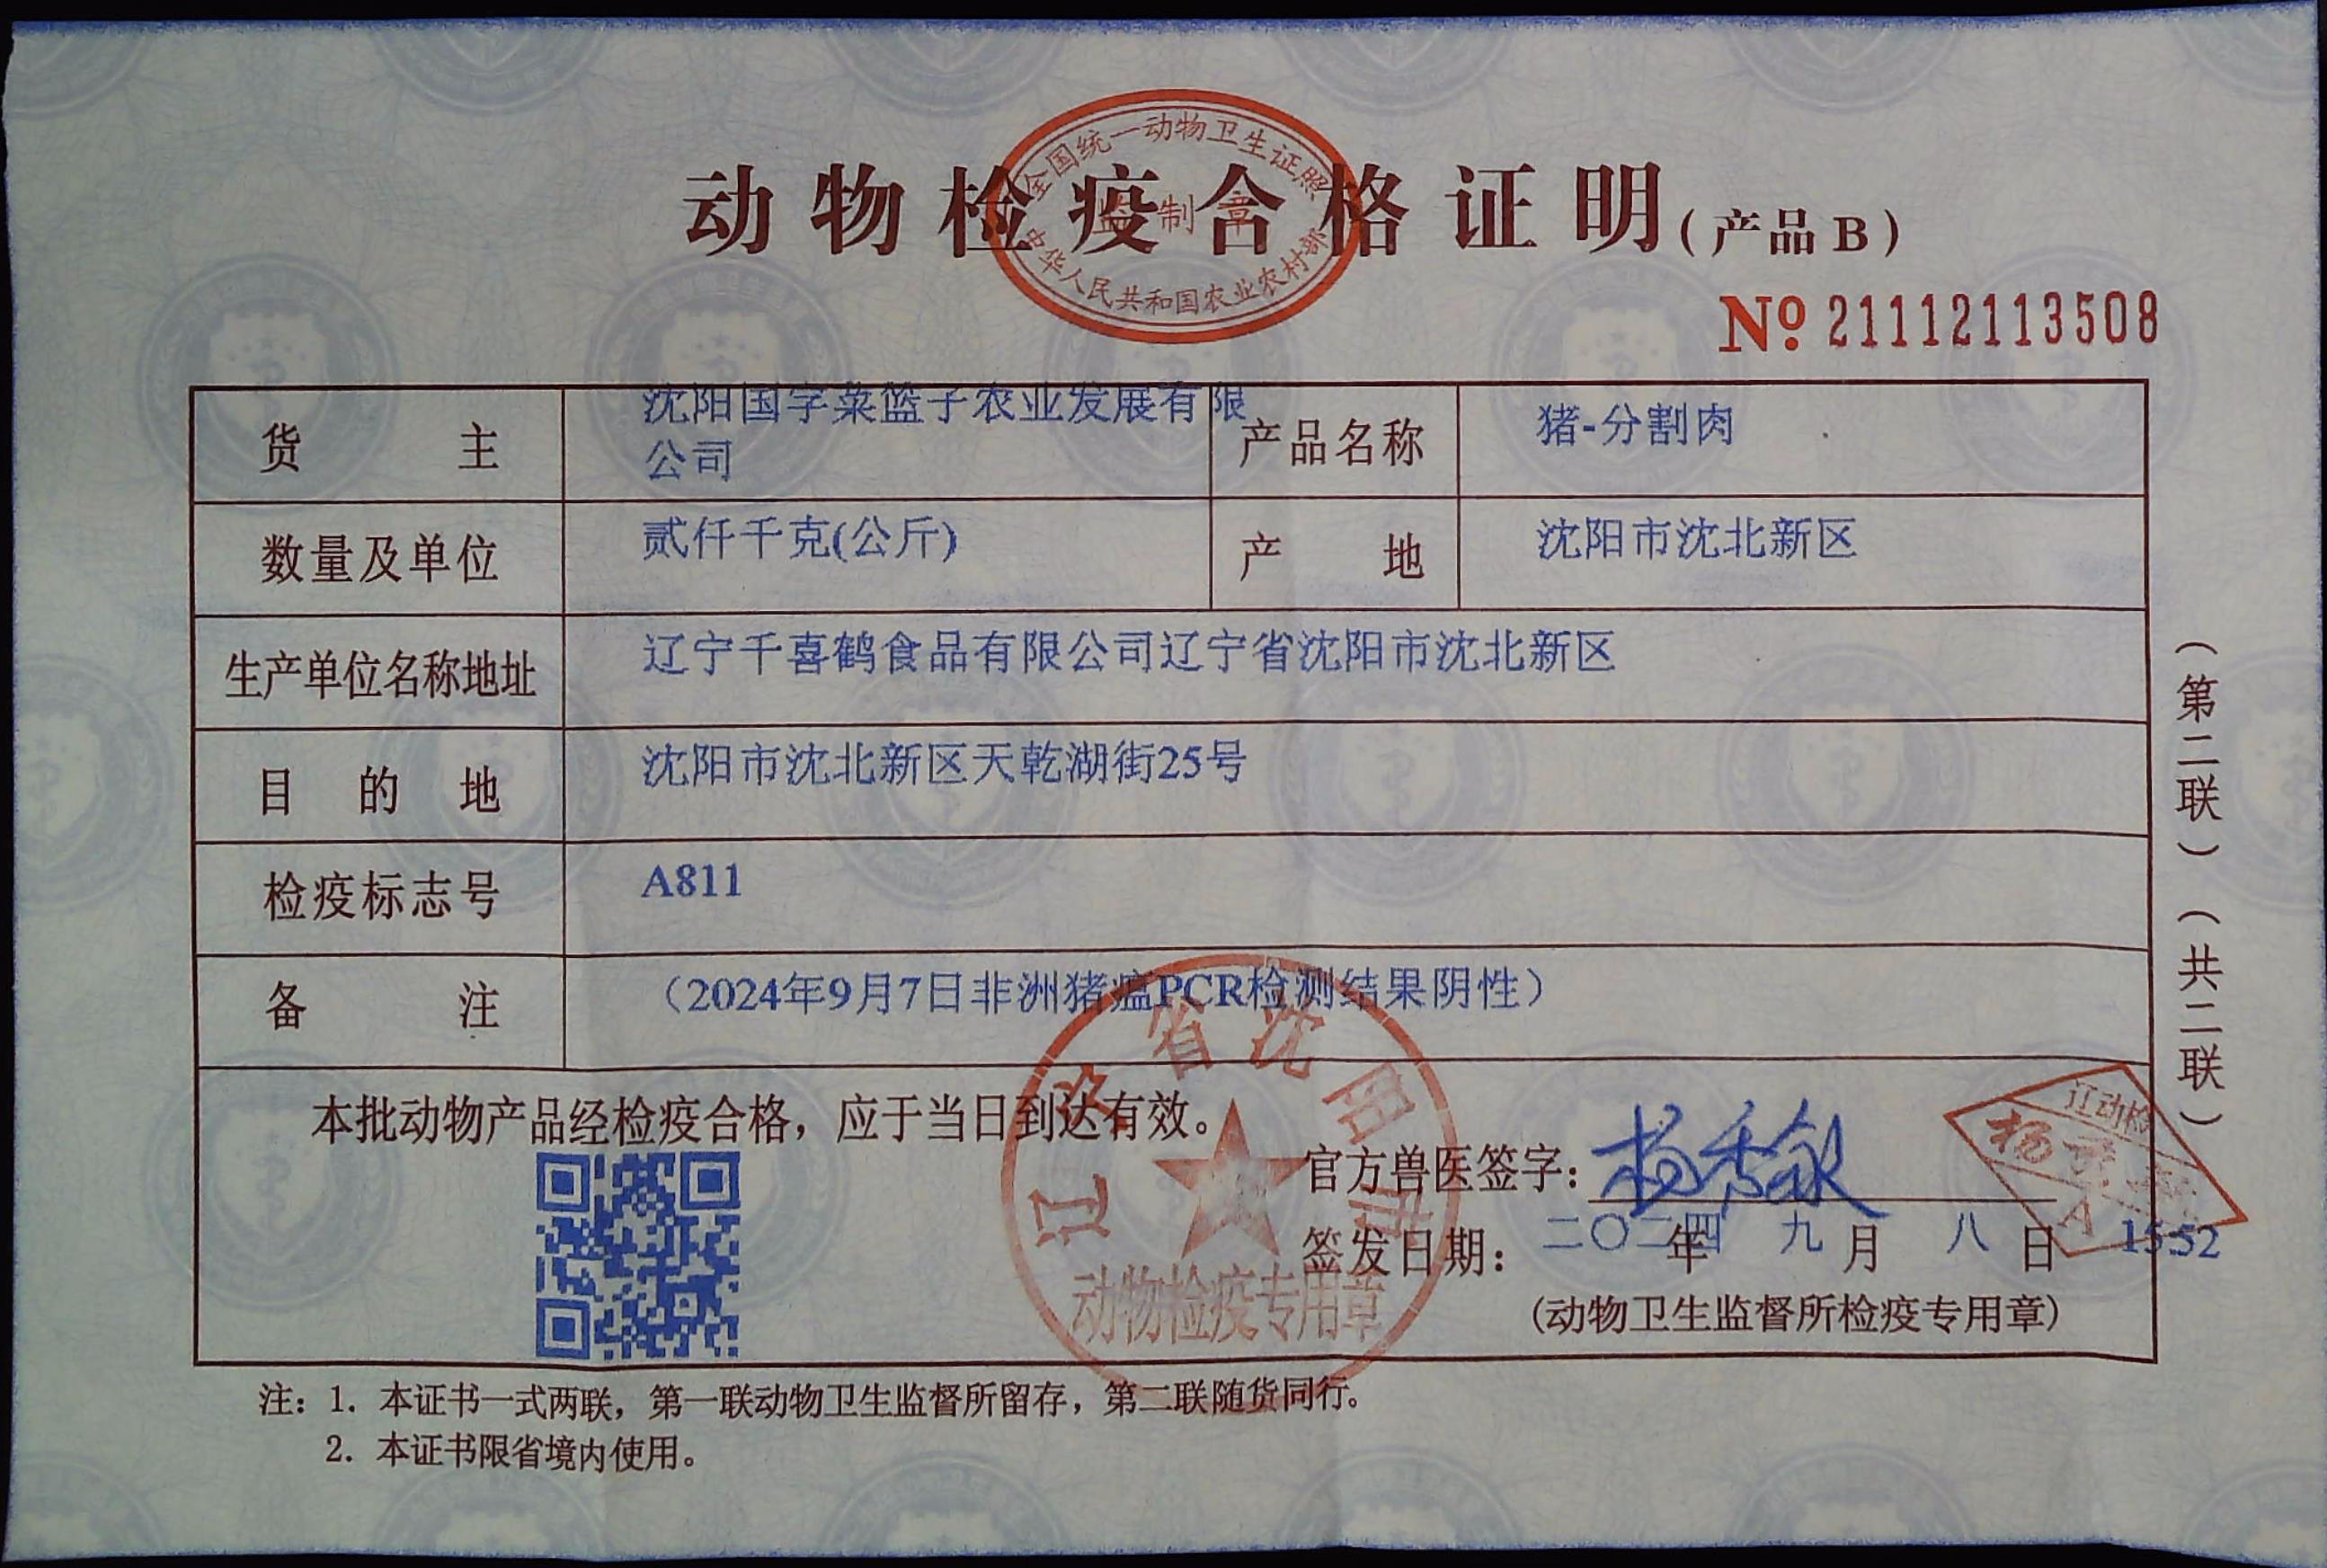 全国统一动物卫生证照
监制章
中华人民共和国农业农村部
动物检疫合格证明(产品B)
№ 21112113508
货主 沈阳国字菜篮子农业发展有限公司 产品名称 猪-分割肉
数量及单位 贰仟千克(公斤) 产地 沈阳市沈北新区
生产单位名称地址 辽宁千喜鹤食品有限公司辽宁省沈阳市沈北新区
目的地 沈阳市沈北新区天乾湖街25号
检疫标志号 A811
备注 （2024年9月7日非洲猪瘟PCR检测结果阴性）
本批动物产品经检疫合格，应于当日到达有效。
官方兽医签字：
签发日期：二〇二四年九月八日 15:52
(动物卫生监督所检疫专用章)
辽宁省沈阳市
动物检疫专用章
辽动检
A
（第二联）（共二联）
注：1. 本证书一式两联，第一联动物卫生监督所留存，第二联随货同行。
2. 本证书限省境内使用。